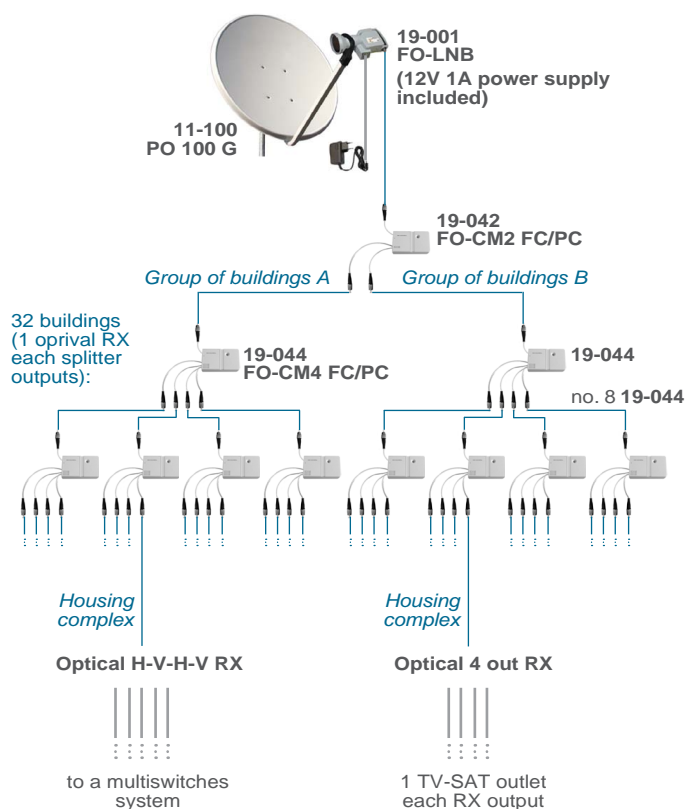 19-001
FO-LNB
(12V 1A power supply
included)
11-100
PO 100 G
19-042
FO-CM2 FC/PC
Group of buildings A
Group of buildings B
32 buildings
(1 oprival RX
each splitter
outputs):
19-044
FO-CM4 FC/PC
19-044
no. 8 19-044
Housing
complex
Housing
complex
Optical H-V-H-V RX
Optical 4 out RX
to a multiswitches
system
1 TV-SAT outlet
each RX output